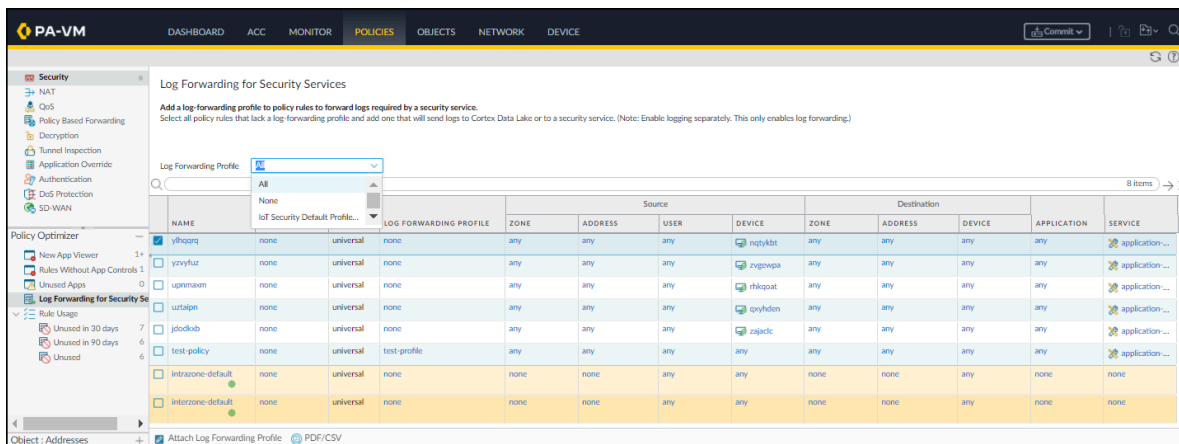 PA-VM
DASHBOARD ACC MONITOR POLICIES OBJECTS NETWORK DEVICE
Commit
Security
NAT
QoS
Policy Based Forwarding
Decryption
Tunnel Inspection
Application Override
Authentication
DoS Protection
SD-WAN
Policy Optimizer
New App Viewer 1+
Rules Without App Controls 1
Unused Apps 0
Log Forwarding for Security Se
Rule Usage
Unused in 30 days 7
Unused in 90 days 6
Unused 6
Object : Addresses
Log Forwarding for Security Services
Add a log-forwarding profile to policy rules to forward logs required by a security service.
Select all policy rules that lack a log-forwarding profile and add one that will send logs to Cortex Data Lake or to a security service. (Note: Enable logging separately. This only enables log forwarding.)
Log Forwarding Profile All
All
None
IoT Security Default Profile...
8 items
Source Destination
NAME LOG FORWARDING PROFILE ZONE ADDRESS USER DEVICE ZONE ADDRESS DEVICE APPLICATION SERVICE
ylhqqrq none universal none any any any nqtykbt any any any any application-...
yzvyfuz none universal none any any any zvgewpa any any any any application-...
upnmaxm none universal none any any any rhkqoat any any any any application-...
uztaipn none universal none any any any qxyhden any any any any application-...
jdodkxb none universal none any any any zajaclc any any any any application-...
test-policy none universal test-profile any any any any any any any any application-...
intrazone-default none universal none none none any any none none any none none
interzone-default none universal none none none any any none none any none none
Attach Log Forwarding Profile PDF/CSV